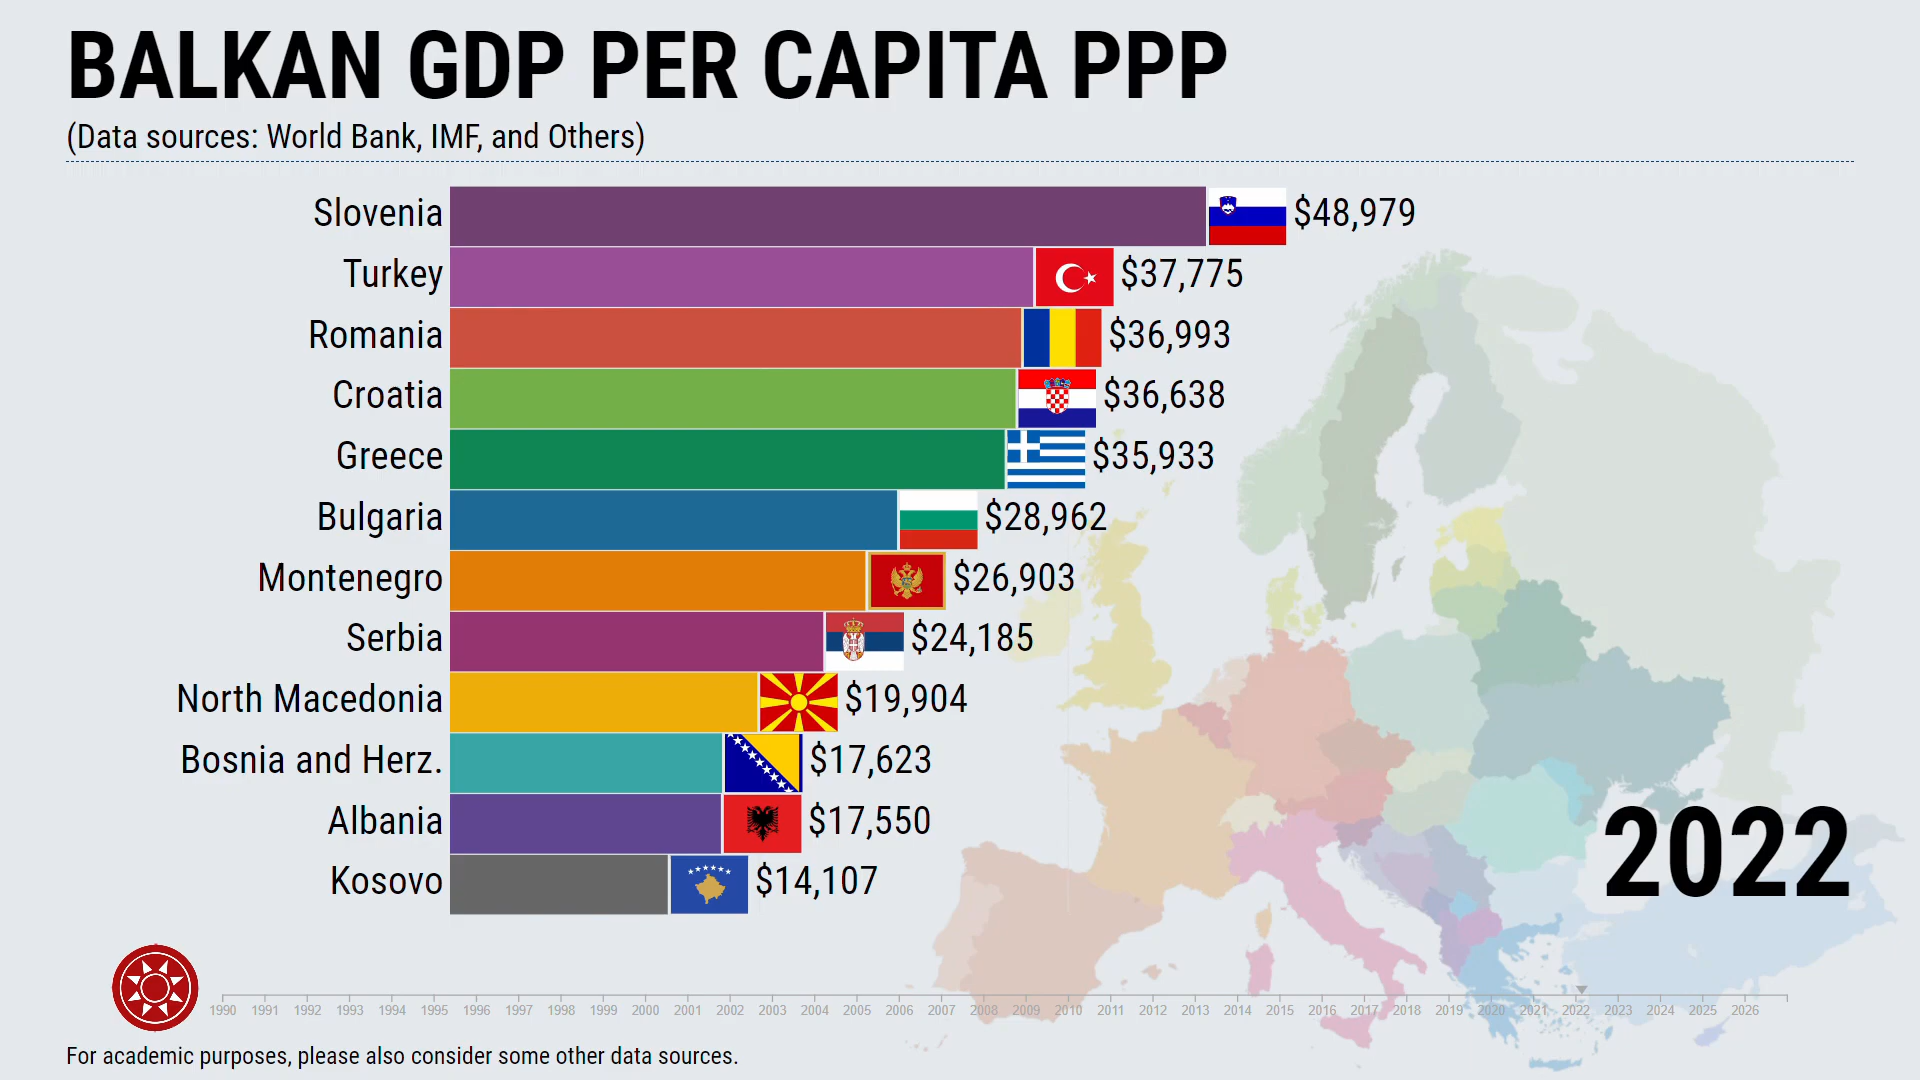 BALKAN GDP PER CAPITA PPP
(Data sources: World Bank, IMF, and Others)
Slovenia $48,979
Turkey $37,775
Romania $36,993
Croatia $36,638
Greece $35,933
Bulgaria $28,962
Montenegro $26,903
Serbia $24,185
North Macedonia $19,904
Bosnia and Herz. $17,623
Albania $17,550
Kosovo $14,107
2022
1990 1991 1992 1993 1994 1995 1996 1997 1998 1999 2000 2001 2002 2003 2004 2005 2006 2007 2008 2009 2010 2011 2012 2013 2014 2015 2016 2017 2018 2019 2020 2021 2022 2023 2024 2025 2026
For academic purposes, please also consider some other data sources.